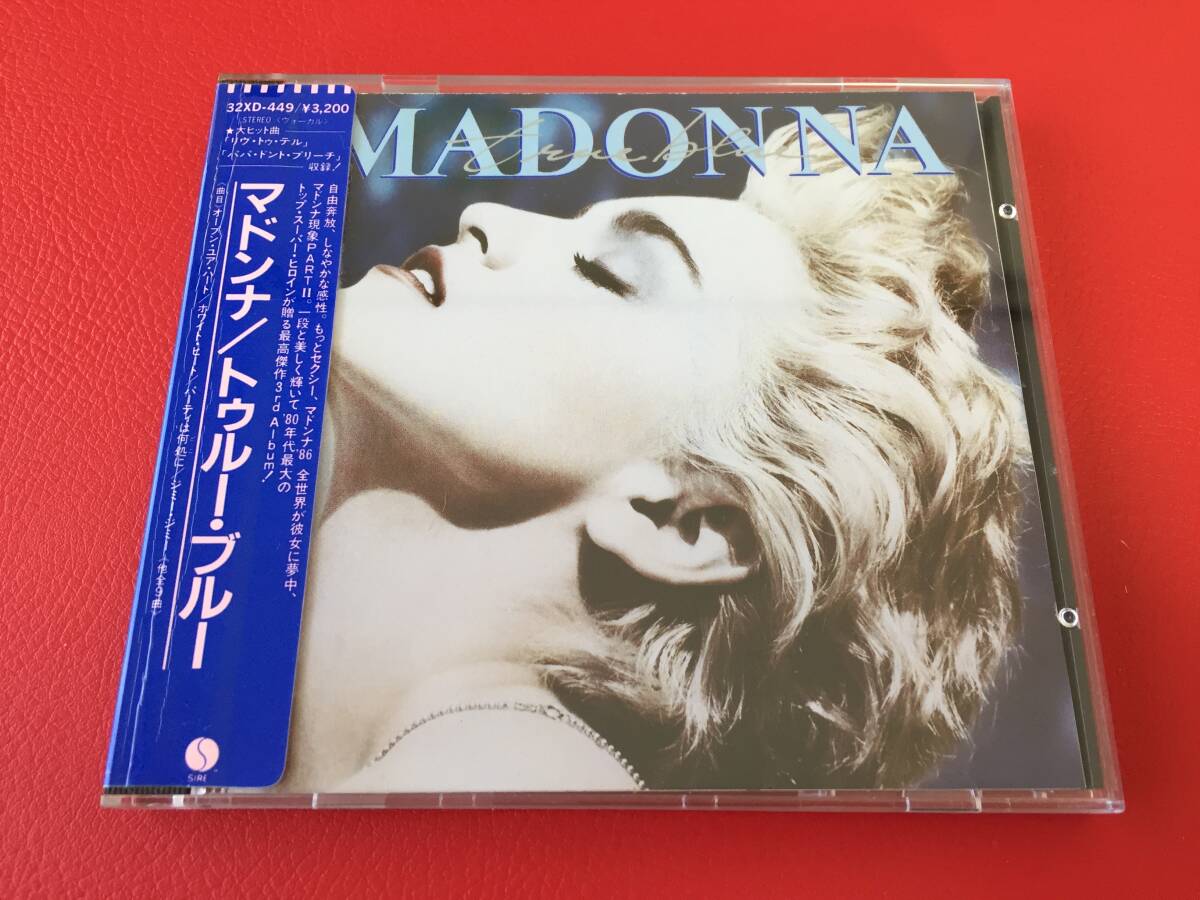 32XD-449/¥3,200
STEREO〈ヴォーカル〉
★大ヒット曲
「リヴ・トゥ・テル」
「パパ・ドント・プリーチ」
収録!
MADONNA
true blue
自由奔放、しなやかな感性。もっとセクシー、マドンナ'86 全世界が彼女に夢中、
マドンナ現象PARTⅡ。一段と美しく輝いて'80年代最大の
トップ・スーパー・ヒロインが贈る最高傑作3rd Album!
マドンナ/トゥルー・ブルー
(曲目)オープン・ユア・ハート/ホワイト・ヒート/パーティは何処に/ジミー・ジミー(他全9曲)
SIRE